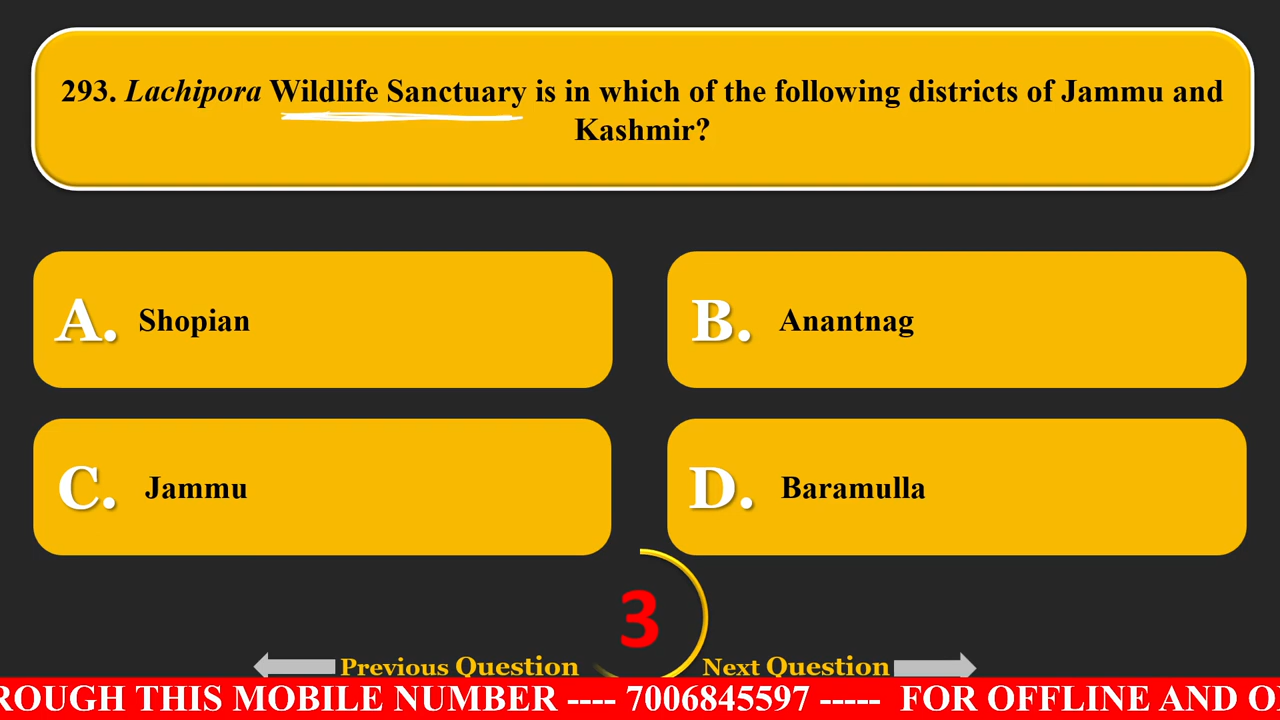 293. Lachipora Wildlife Sanctuary is in which of the following districts of Jammu and
Kashmir?
A. Shopian
B. Anantnag
C. Jammu
D. Baramulla
3
Previous Question
Next Question
ROUGH THIS MOBILE NUMBER ---- 7006845597 ----- FOR OFFLINE AND O